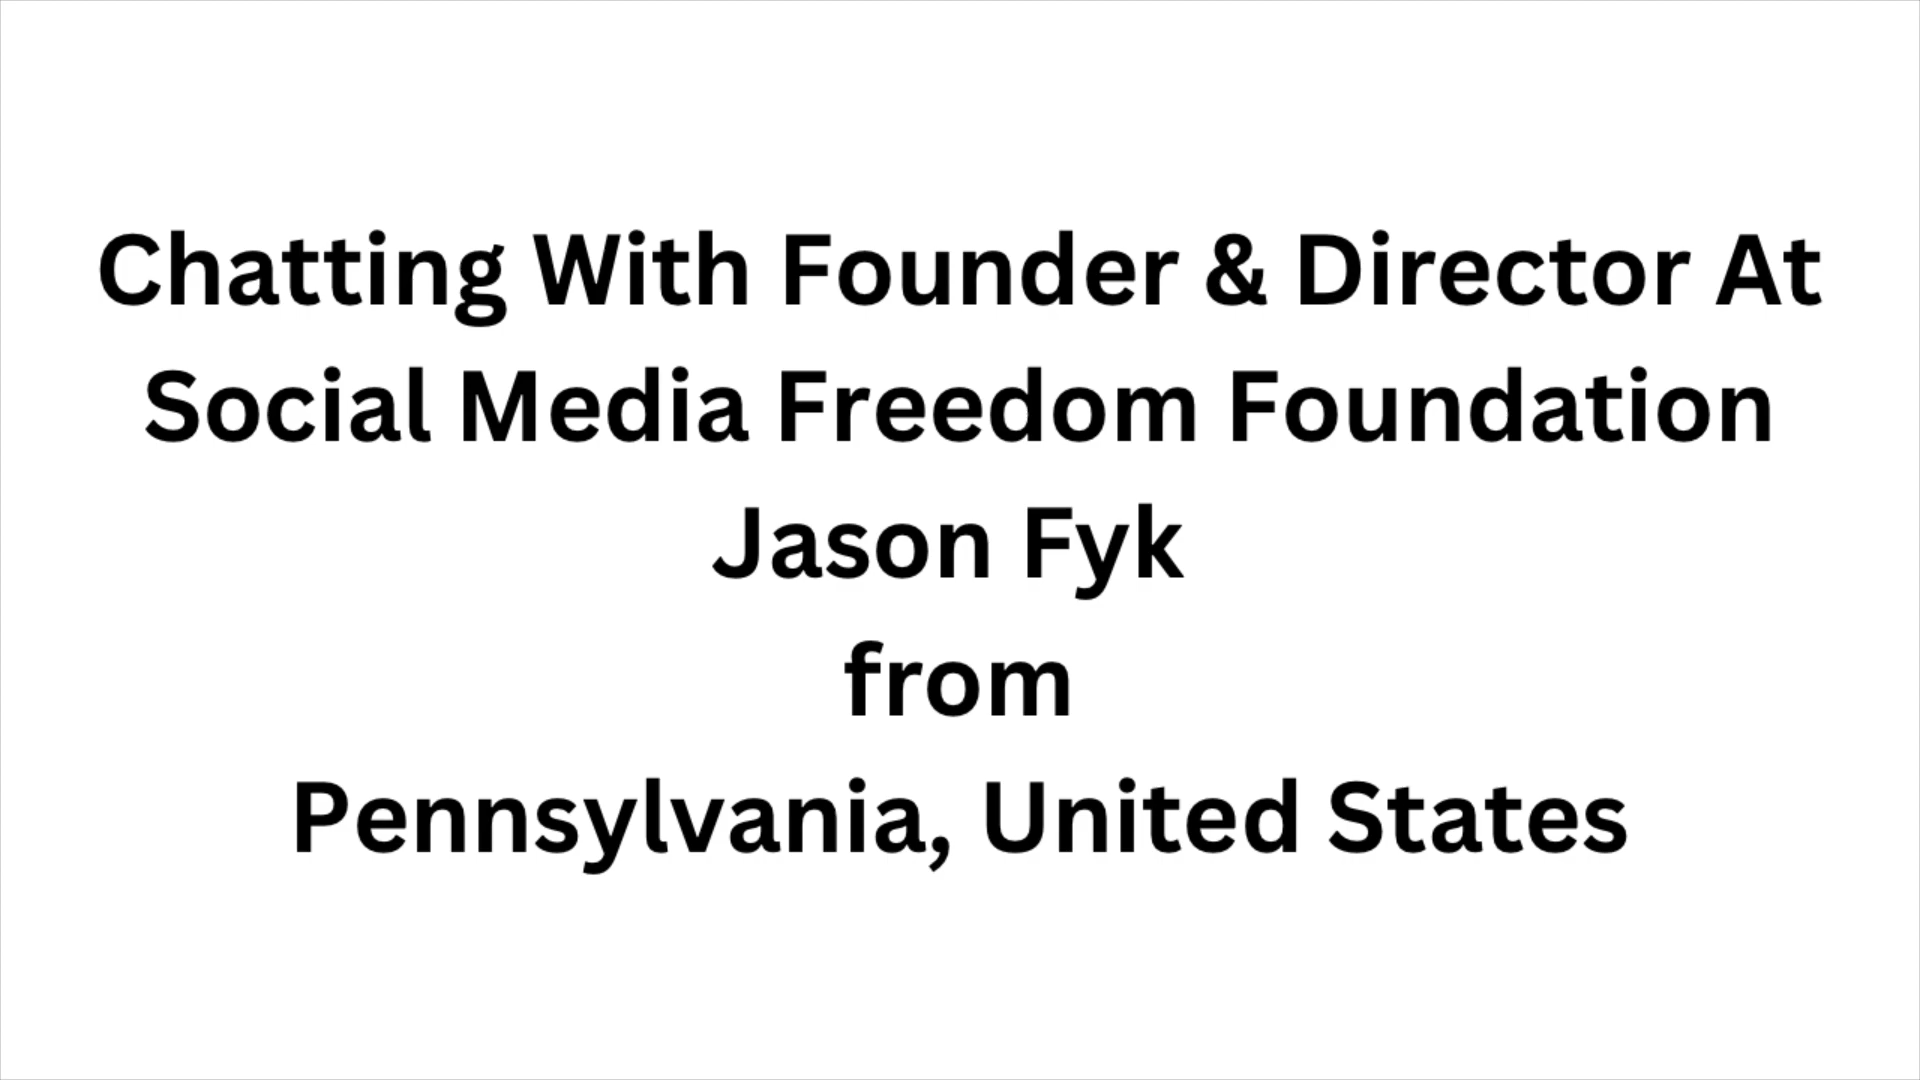 Chatting With Founder & Director At
Social Media Freedom Foundation
Jason Fyk
from
Pennsylvania, United States